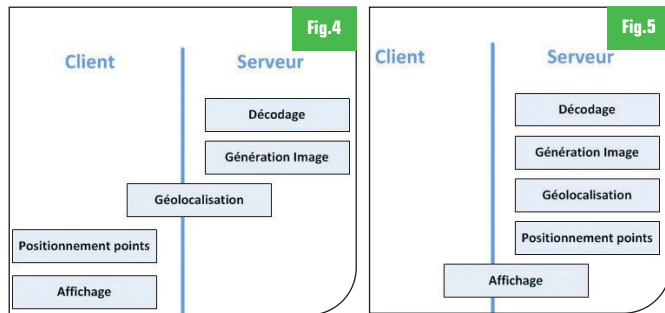 Fig.4
Client
Serveur
Décodage
Génération Image
Géolocalisation
Positionnement points
Affichage
Fig.5
Client
Serveur
Décodage
Génération Image
Géolocalisation
Positionnement points
Affichage